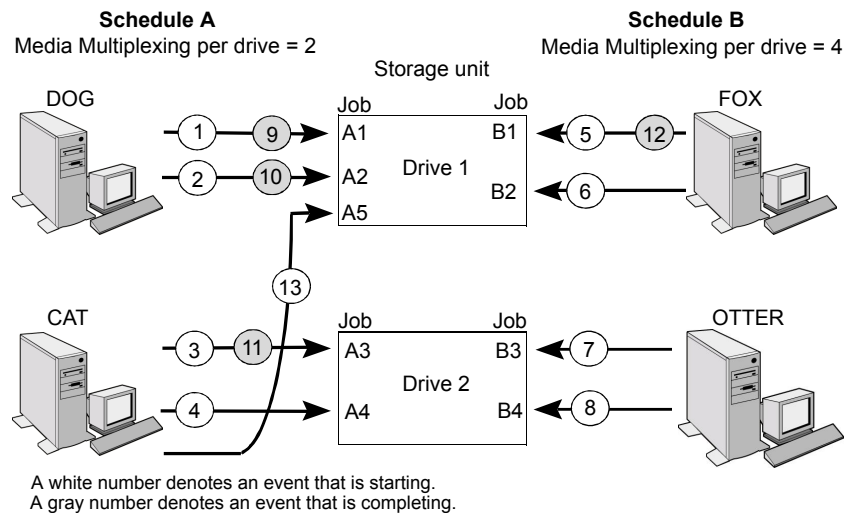 Schedule A
Media Multiplexing per drive = 2
Schedule B
Media Multiplexing per drive = 4
Storage unit
DOG
Job
Job
FOX
1
9
A1
B1
5
12
2
10
A2
Drive 1
B2
6
A5
13
CAT
Job
Job
OTTER
3
11
A3
B3
7
Drive 2
4
A4
B4
8
A white number denotes an event that is starting.
A gray number denotes an event that is completing.